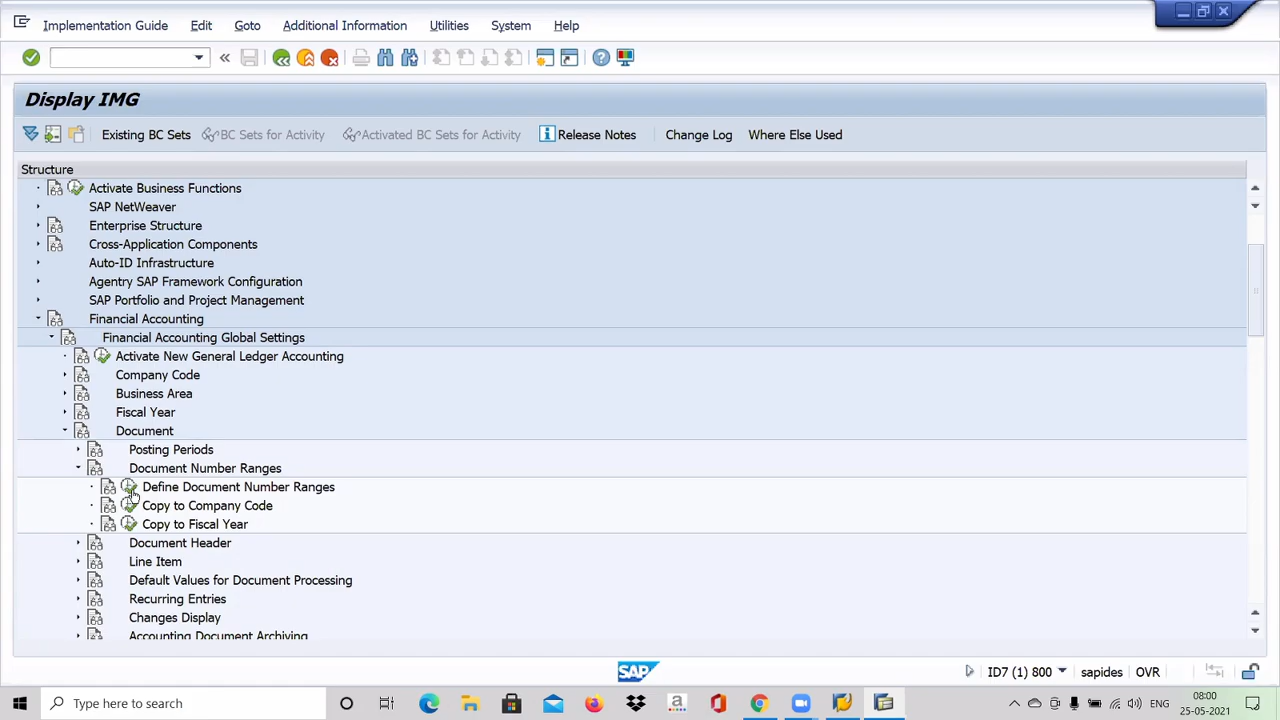 Implementation Guide Edit Goto Additional Information Utilities System Help
Display IMG
Existing BC Sets BC Sets for Activity Activated BC Sets for Activity Release Notes Change Log Where Else Used
Structure
Activate Business Functions
SAP NetWeaver
Enterprise Structure
Cross-Application Components
Auto-ID Infrastructure
Agentry SAP Framework Configuration
SAP Portfolio and Project Management
Financial Accounting
Financial Accounting Global Settings
Activate New General Ledger Accounting
Company Code
Business Area
Fiscal Year
Document
Posting Periods
Document Number Ranges
Define Document Number Ranges
Copy to Company Code
Copy to Fiscal Year
Document Header
Line Item
Default Values for Document Processing
Recurring Entries
Changes Display
Accounting Document Archiving
SAP ID7 (1) 800 sapides OVR
Type here to search ENG 08:00
25-05-2021